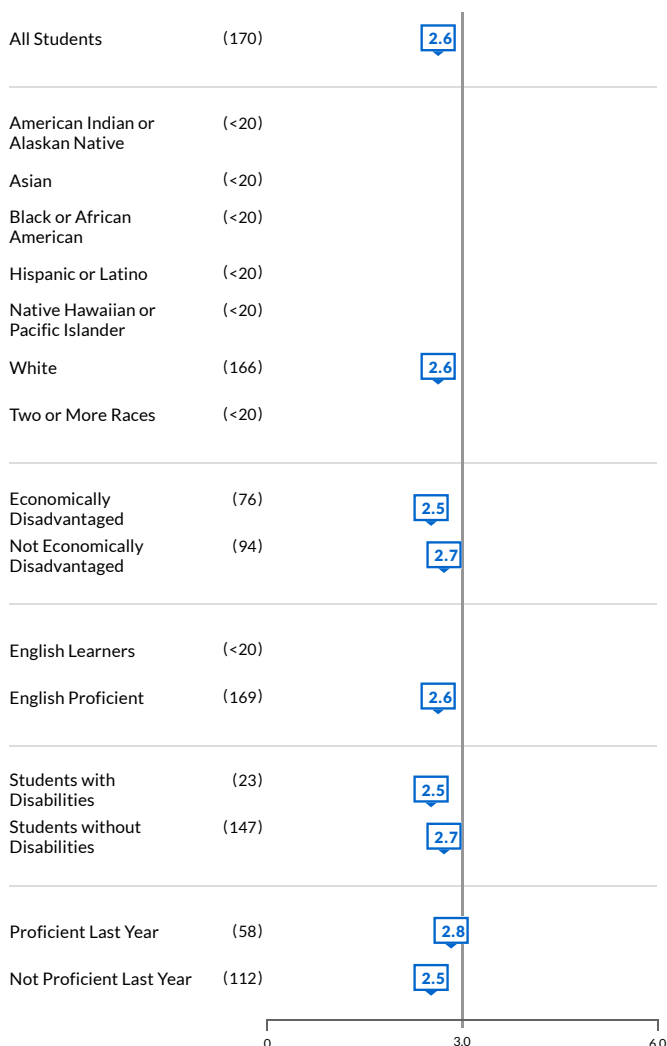 All Students (170) 2.6
American Indian or (<20)
Alaskan Native
Asian (<20)
Black or African (<20)
American
Hispanic or Latino (<20)
Native Hawaiian or (<20)
Pacific Islander
White (166) 2.6
Two or More Races (<20)
Economically (76) 2.5
Disadvantaged
Not Economically (94) 2.7
Disadvantaged
English Learners (<20)
English Proficient (169) 2.6
Students with (23) 2.5
Disabilities
Students without (147) 2.7
Disabilities
Proficient Last Year (58) 2.8
Not Proficient Last Year (112) 2.5
0 3.0 6.0